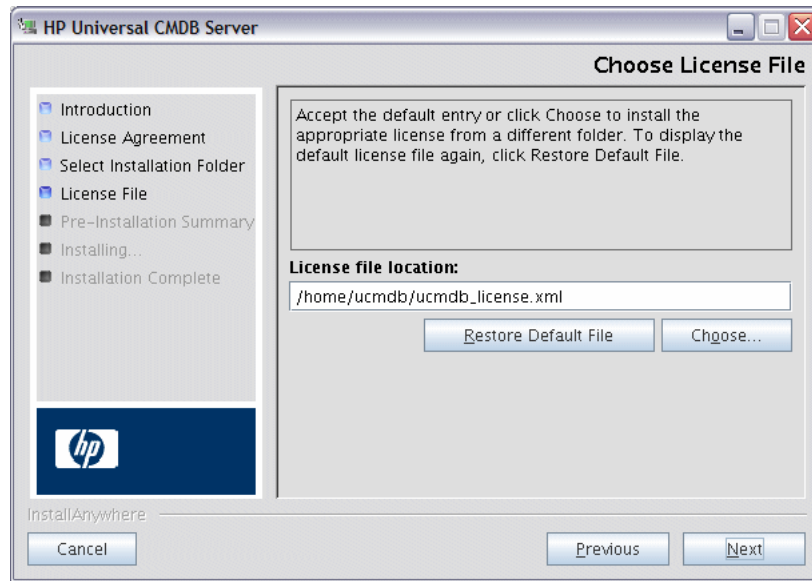 HP Universal CMDB Server
Choose License File
Introduction
License Agreement
Select Installation Folder
License File
Pre-Installation Summary
Installing...
Installation Complete
Accept the default entry or click Choose to install the
appropriate license from a different folder. To display the
default license file again, click Restore Default File.
License file location:
/home/ucmdb/ucmdb_license.xml
Restore Default File
Choose...
hp
InstallAnywhere
Cancel
Previous
Next